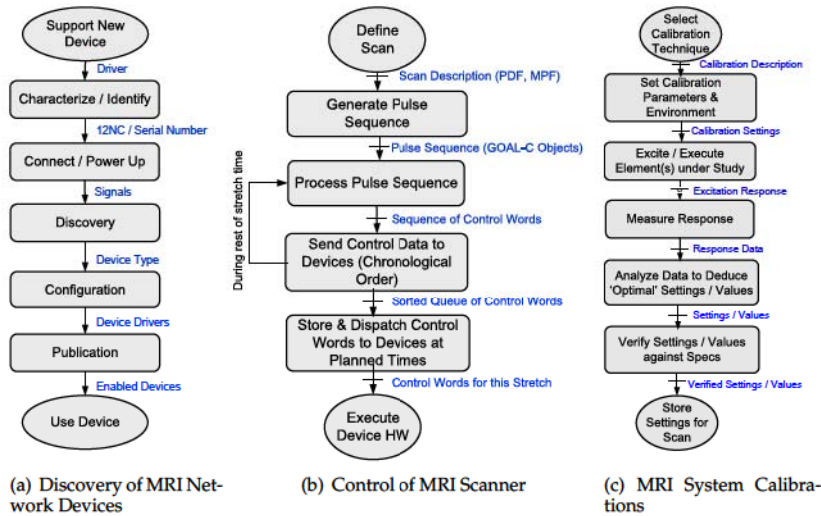 Support New
Device
Driver
Characterize / Identify
12NC / Serial Number
Connect / Power Up
Signals
Discovery
Device Type
Configuration
Device Drivers
Publication
Enabled Devices
Use Device
(a) Discovery of MRI Net-
work Devices
Define
Scan
Scan Description (PDF, MPF)
Generate Pulse
Sequence
Pulse Sequence (GOAL-C Objects)
During rest of stretch time
Process Pulse Sequence
Sequence of Control Words
Send Control Data to
Devices (Chronological
Order)
Sorted Queue of Control Words
Store & Dispatch Control
Words to Devices at
Planned Times
Control Words for this Stretch
Execute
Device HW
(b) Control of MRI Scanner
Select
Calibration
Technique
Calibration Description
Set Calibration
Parameters &
Environment
Calibration Settings
Excite / Execute
Element(s) under Study
Excitation Response
Measure Response
Response Data
Analyze Data to Deduce
'Optimal' Settings / Values
Settings / Values
Verify Settings / Values
against Specs
Verified Settings / Values
Store
Settings for
Scan
(c) MRI System Calibra-
tions